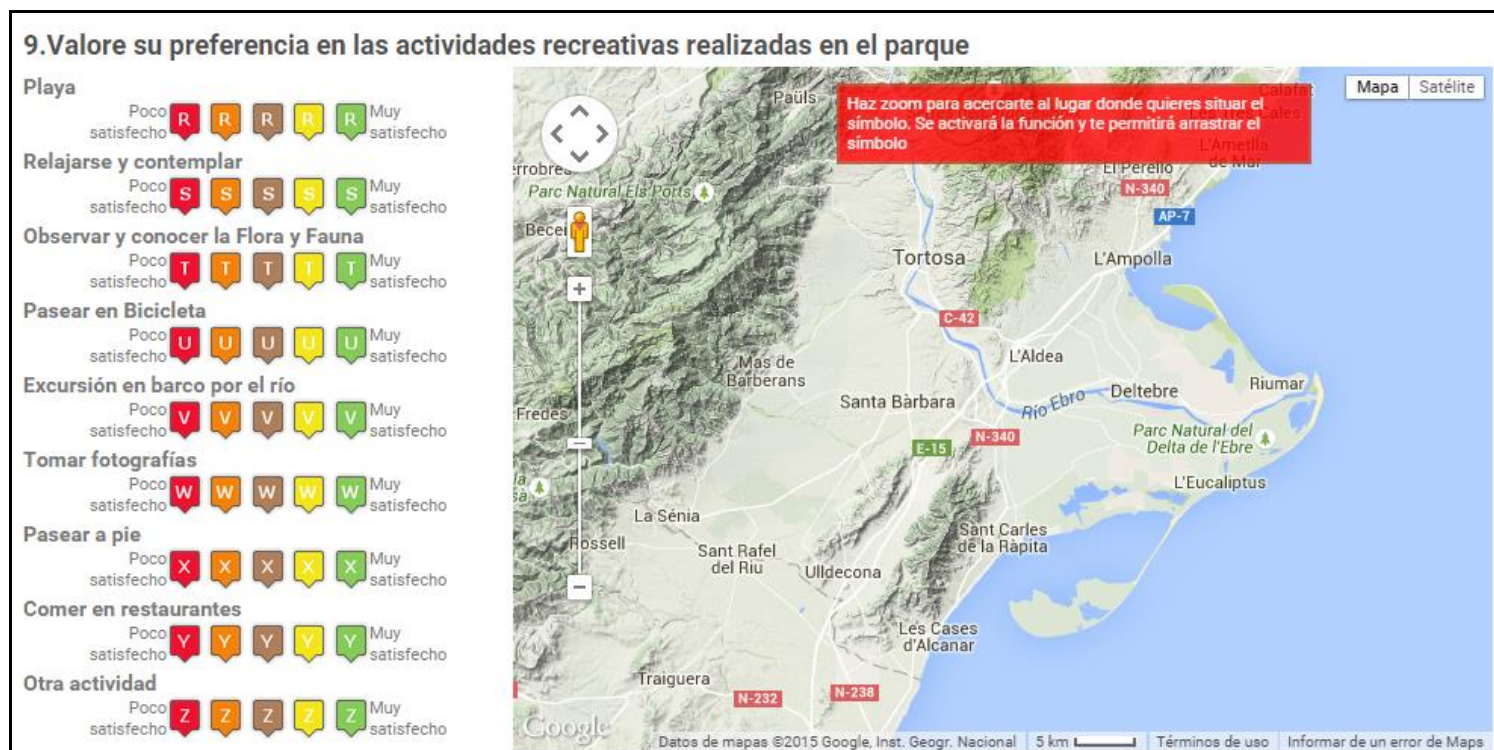 9.Valore su preferencia en las actividades recreativas realizadas en el parque
Playa
Poco satisfecho R R R R R Muy satisfecho
Relajarse y contemplar
Poco satisfecho S S S S S Muy satisfecho
Observar y conocer la Flora y Fauna
Poco satisfecho T T T T T Muy satisfecho
Pasear en Bicicleta
Poco satisfecho U U U U U Muy satisfecho
Excursión en barco por el río
Poco satisfecho V V V V V Muy satisfecho
Tomar fotografías
Poco satisfecho W W W W W Muy satisfecho
Pasear a pie
Poco satisfecho X X X X X Muy satisfecho
Comer en restaurantes
Poco satisfecho Y Y Y Y Y Muy satisfecho
Otra actividad
Poco satisfecho Z Z Z Z Z Muy satisfecho
Mapa Satélite
Haz zoom para acercarte al lugar donde quieres situar el
símbolo. Se activará la función y te permitirá arrastrar el
símbolo
Paüls
Calafat
L'Ametlla
de Mar
El Perelló
N-340
Parc Natural Els Ports
AP-7
Tortosa
L'Ampolla
C-42
L'Aldea
Mas de
Barberans
Deltebre
Riumar
Santa Bàrbara
Río Ebro
Fredes
N-340
Parc Natural del
Delta de l'Ebre
E-15
L'Eucaliptus
La Sénia
Rossell
Sant Carles
de la Ràpita
Sant Rafael
del Riu
Ulldecona
Les Cases
d'Alcanar
Traiguera
N-232
N-238
Google
Datos de mapas ©2015 Google, Inst. Geogr. Nacional 5 km Términos de uso Informar de un error de Maps